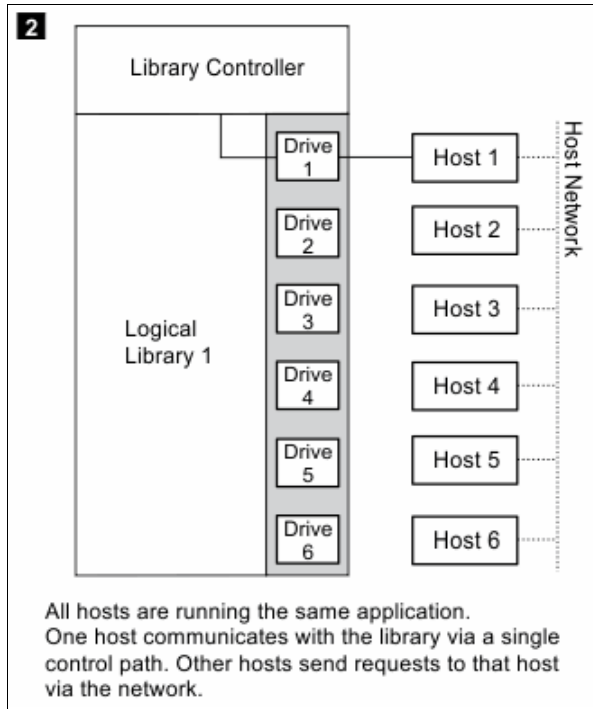 2
Library Controller
Drive
1
Host 1
Host Network
Drive
2
Host 2
Drive
3
Host 3
Logical
Library 1
Drive
4
Host 4
Drive
5
Host 5
Drive
6
Host 6
All hosts are running the same application.
One host communicates with the library via a single
control path. Other hosts send requests to that host
via the network.